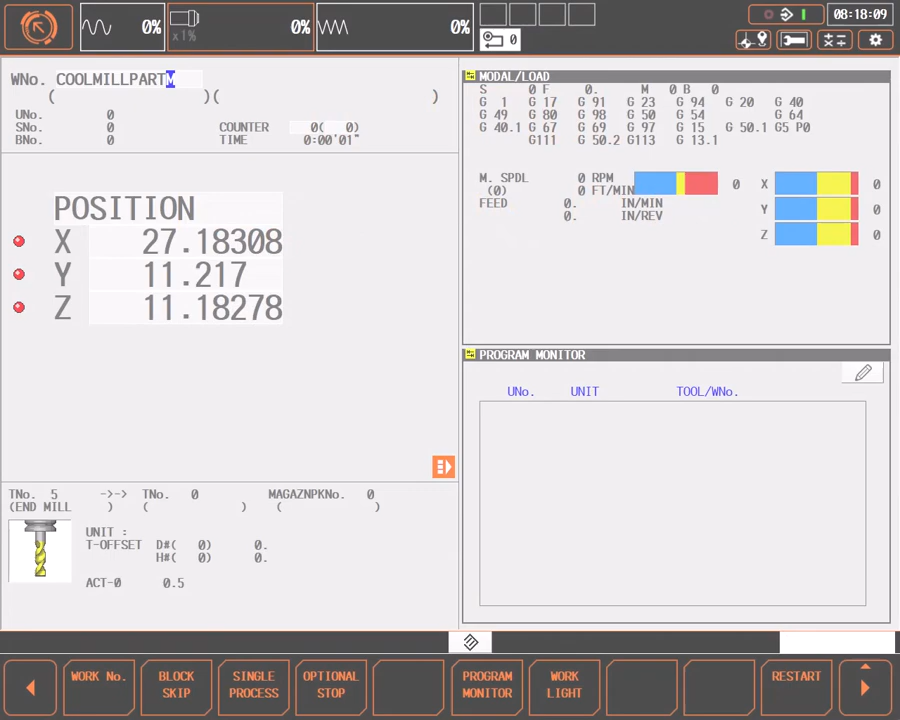 0%
x1%
0%
0%
0
08:18:09
WNo. COOLMILLPARTM
( )( )
UNo. 0
SNo. 0
BNo. 0
COUNTER 0( 0)
TIME 0:00'01"
POSITION
X 27.18308
Y 11.217
Z 11.18278
MODAL/LOAD
S 0 F 0. M 0 B 0
G 1 G 17 G 91 G 23 G 94 G 20 G 40
G 49 G 80 G 98 G 50 G 54 G 64
G 40.1 G 67 G 69 G 97 G 15 G 50.1 G5 P0
G111 G 50.2 G113 G 13.1
M. SPDL 0 RPM 0
(0) 0 FT/MIN
FEED 0. IN/MIN
0. IN/REV
X 0
Y 0
Z 0
PROGRAM MONITOR
UNo. UNIT TOOL/WNo.
TNo. 5 ->-> TNo. 0 MAGAZNPKNo. 0
(END MILL ) ( ) ( )
UNIT :
T-OFFSET D#( 0) 0.
H#( 0) 0.
ACT-0 0.5
WORK No.
BLOCK SKIP
SINGLE PROCESS
OPTIONAL STOP
PROGRAM MONITOR
WORK LIGHT
RESTART